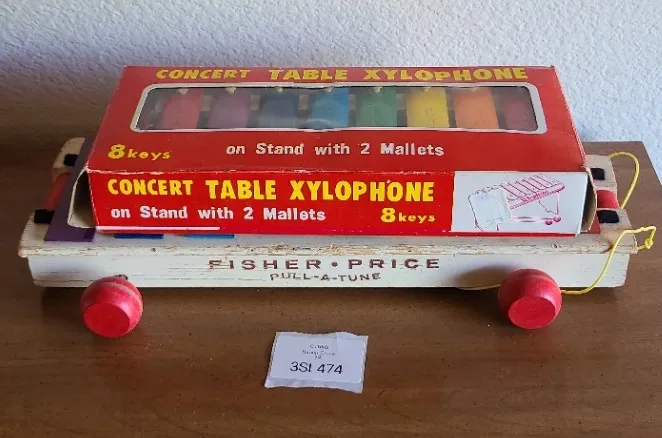 CONCERT TABLE XYLOPHONE
8 keys on Stand with 2 Mallets
CONCERT TABLE XYLOPHONE
on Stand with 2 Mallets 8 keys
FISHER • PRICE
PULL-A-TUNE
3SI 474